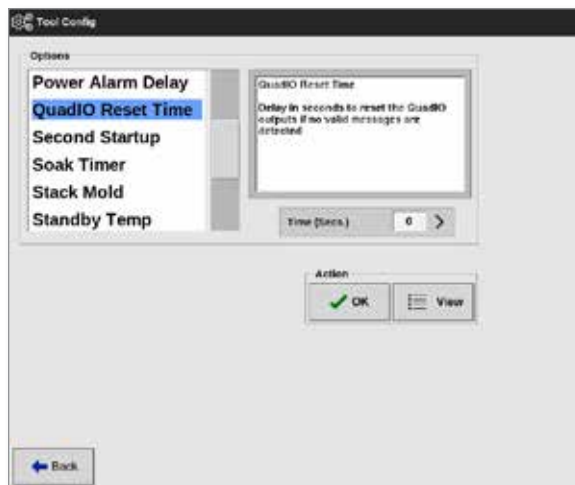 Tool Config
Options
Power Alarm Delay
QuadIO Reset Time
Second Startup
Soak Timer
Stack Mold
Standby Temp
QuadIO Reset Time
Delay in seconds to reset the QuadIO
outputs if no valid messages are
detected
Time (Secs.) 0
Action
OK View
Back